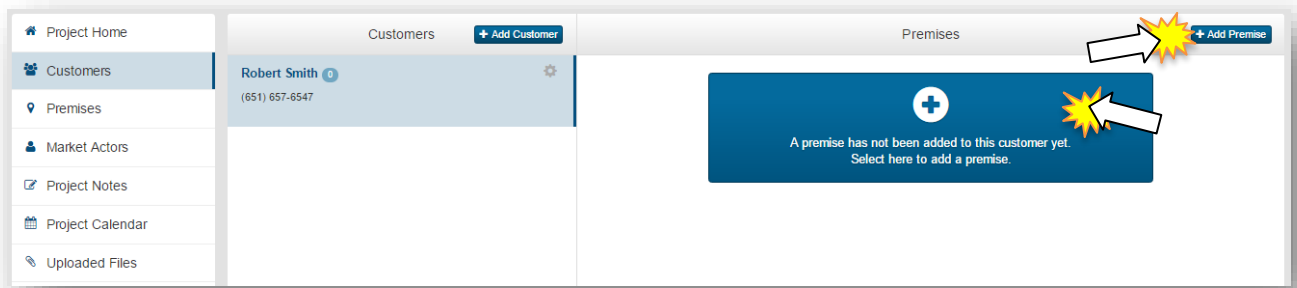 Project Home
Customers
Premises
Market Actors
Project Notes
Project Calendar
Uploaded Files
Customers
+ Add Customer
Robert Smith 0
(651) 657-6547
Premises
+ Add Premise
A premise has not been added to this customer yet.
Select here to add a premise.